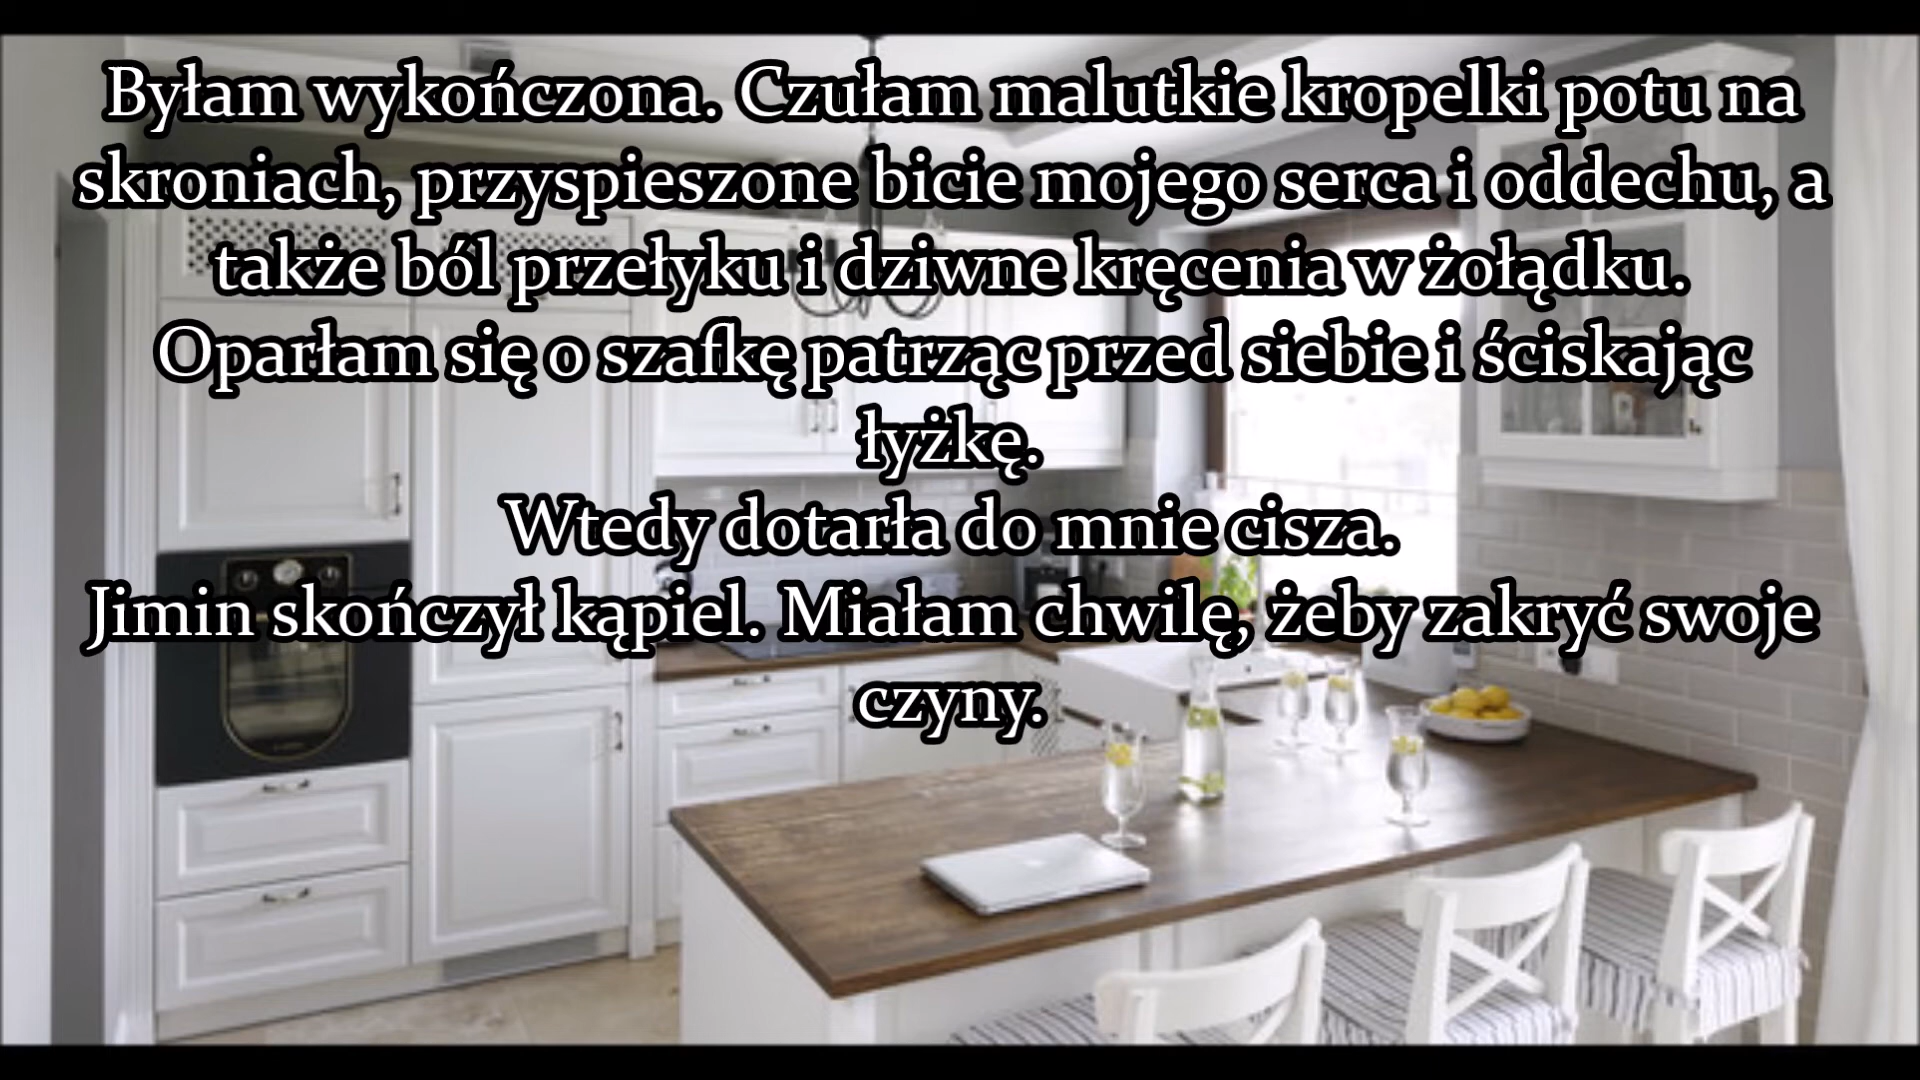 Byłam wykończona. Czułam malutkie kropelki potu na
skroniach, przyspieszone bicie mojego serca i oddechu, a
także ból przełyku i dziwne kręcenia w żołądku.
Oparłam się o szafkę patrząc przed siebie i ściskając
łyżkę.
Wtedy dotarła do mnie cisza.
Jimin skończył kąpiel. Miałam chwilę, żeby zakryć swoje
czyny.